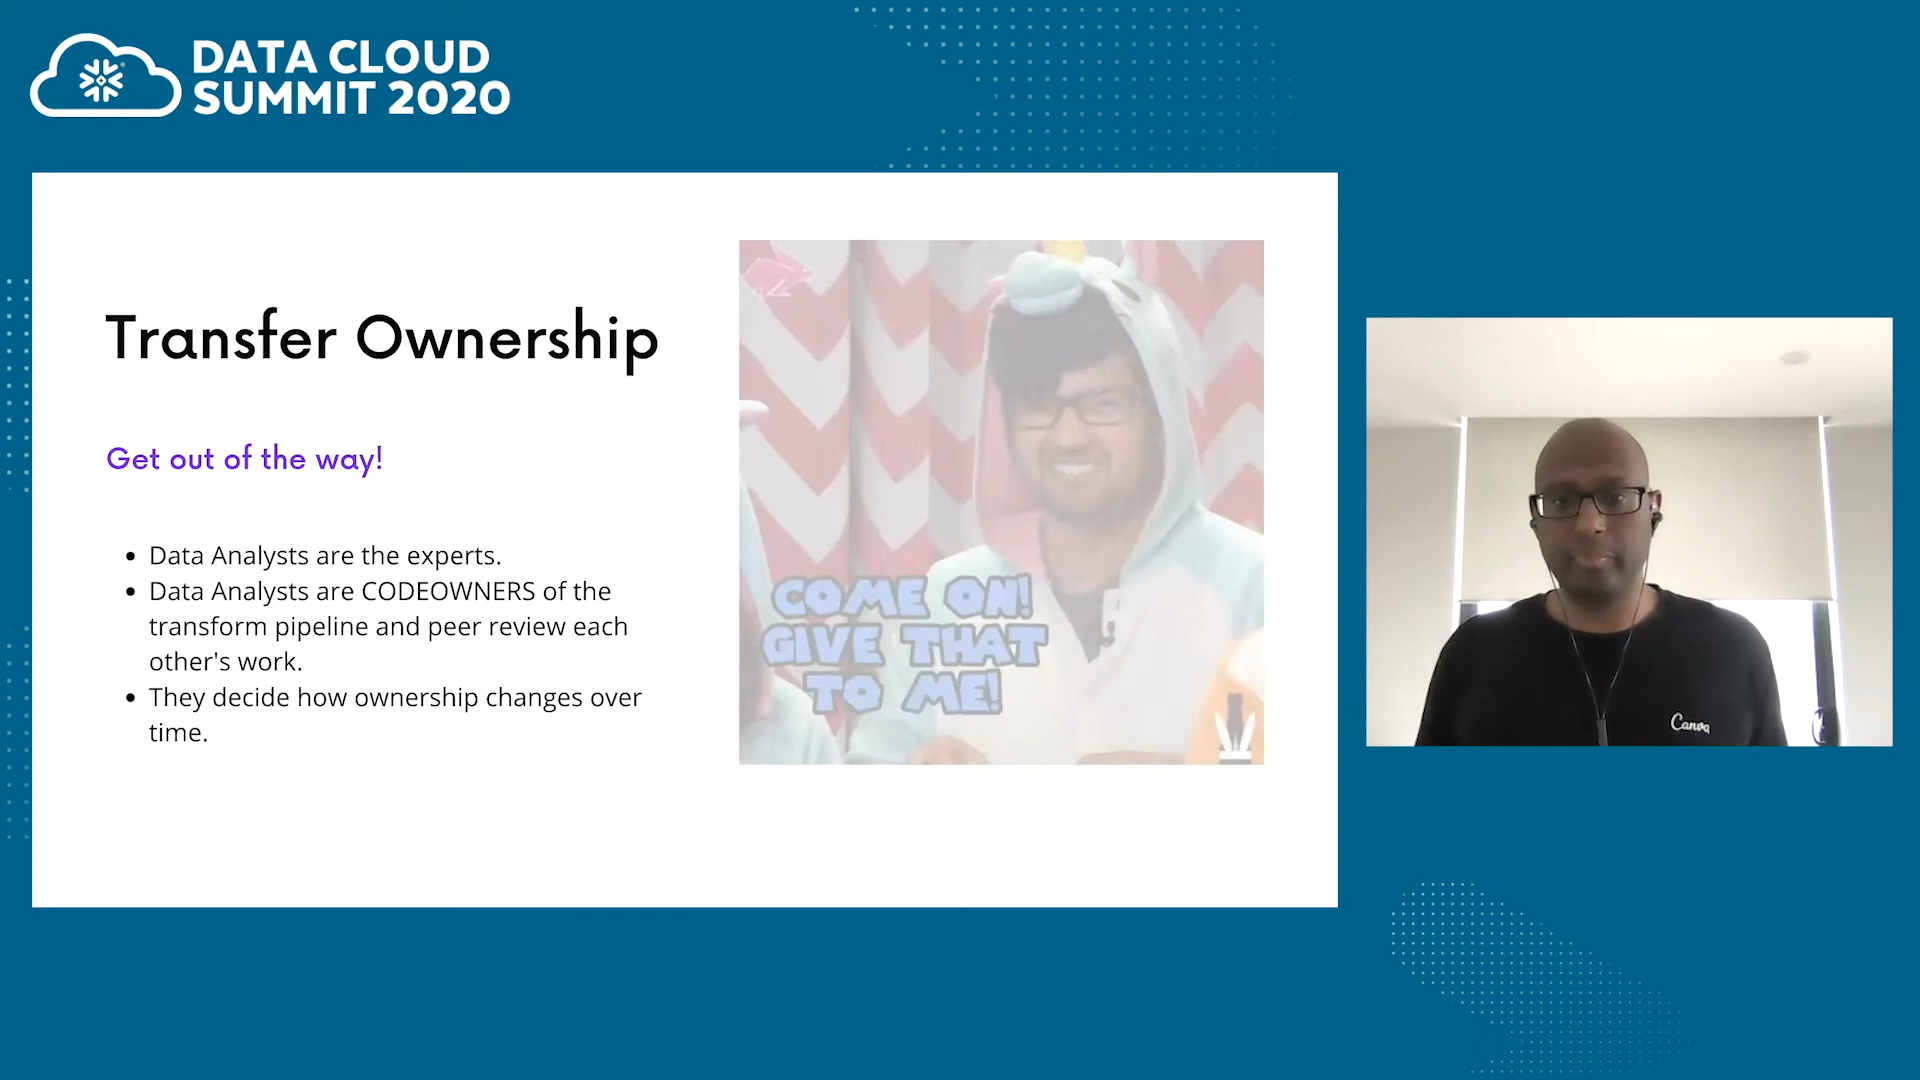 DATA CLOUD
SUMMIT 2020
Transfer Ownership
Get out of the way!
• Data Analysts are the experts.
• Data Analysts are CODEOWNERS of the
transform pipeline and peer review each
other's work.
• They decide how ownership changes over
time.
COME ON!
GIVE THAT
TO ME!
Canva